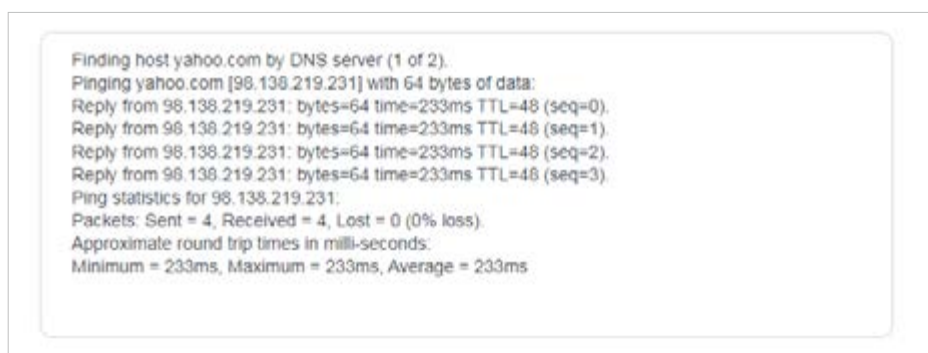 Finding host yahoo.com by DNS server (1 of 2).
Pinging yahoo.com [98.138.219.231] with 64 bytes of data:
Reply from 98.138.219.231: bytes=64 time=233ms TTL=48 (seq=0).
Reply from 98.138.219.231: bytes=64 time=233ms TTL=48 (seq=1).
Reply from 98.138.219.231: bytes=64 time=233ms TTL=48 (seq=2).
Reply from 98.138.219.231: bytes=64 time=233ms TTL=48 (seq=3).
Ping statistics for 98.138.219.231:
Packets: Sent = 4, Received = 4, Lost = 0 (0% loss).
Approximate round trip times in milli-seconds:
Minimum = 233ms, Maximum = 233ms, Average = 233ms